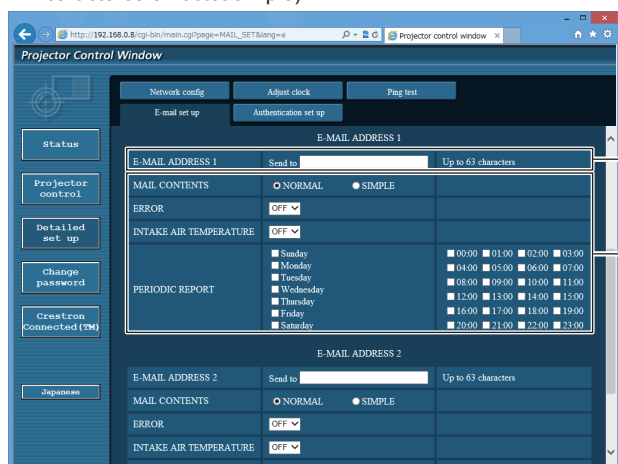 http://192.168.0.8/cgi-bin/main.cgi?page=MAIL_SET&lang=e
Projector control window
Projector Control Window
Network config Adjust clock Ping test
E-mail set up Authentication set up
Status
Projector control
Detailed set up
Change password
Crestron Connected(TM)
Japanese
E-MAIL ADDRESS 1
E-MAIL ADDRESS 1 Send to Up to 63 characters
MAIL CONTENTS NORMAL SIMPLE
ERROR OFF
INTAKE AIR TEMPERATURE OFF
PERIODIC REPORT
Sunday
Monday
Tuesday
Wednesday
Thursday
Friday
Saturday
00:00 01:00 02:00 03:00
04:00 05:00 06:00 07:00
08:00 09:00 10:00 11:00
12:00 13:00 14:00 15:00
16:00 17:00 18:00 19:00
20:00 21:00 22:00 23:00
E-MAIL ADDRESS 2
E-MAIL ADDRESS 2 Send to Up to 63 characters
MAIL CONTENTS NORMAL SIMPLE
ERROR OFF
INTAKE AIR TEMPERATURE OFF